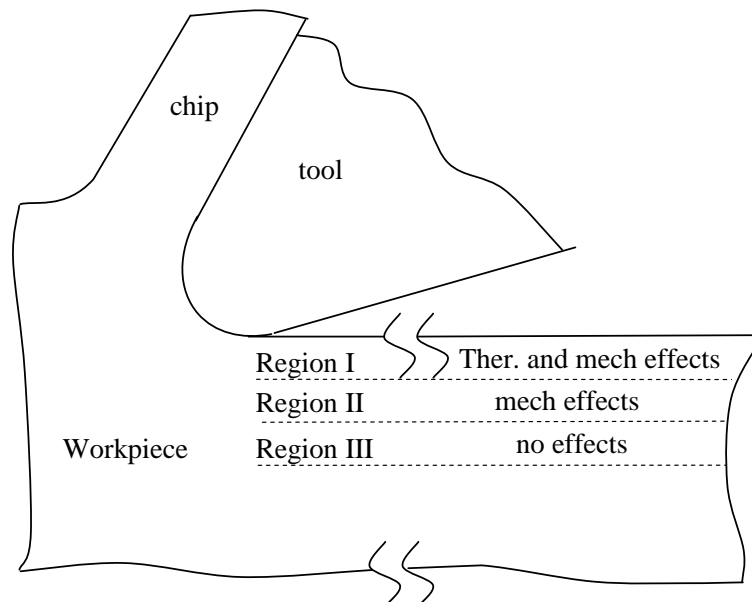 chip
tool
Region I Ther. and mech effects
Region II mech effects
Workpiece Region III no effects